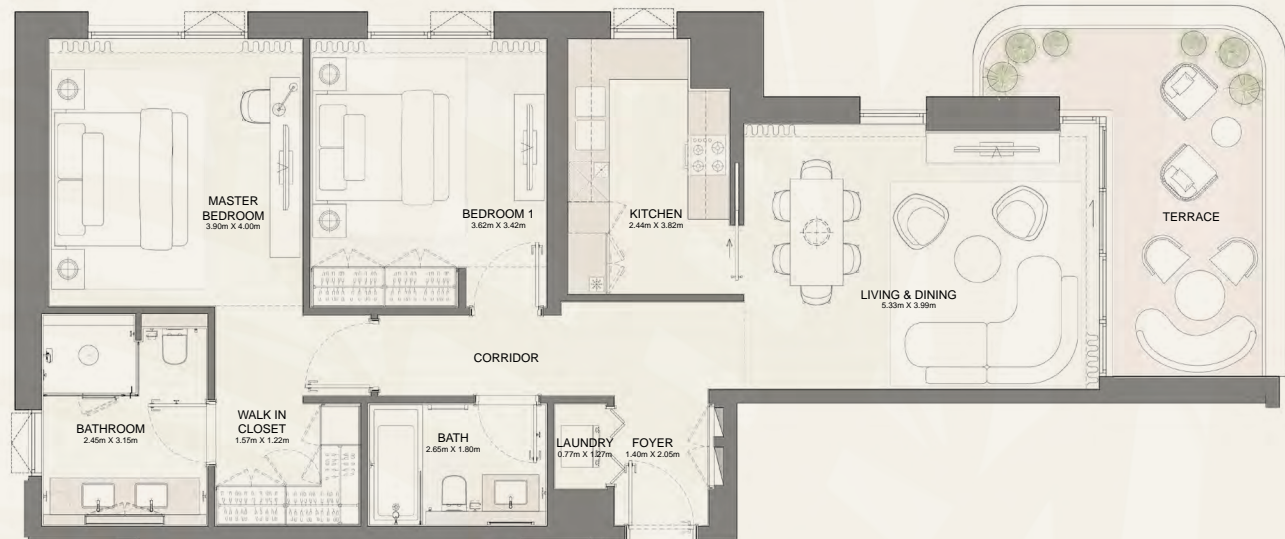 MASTER
BEDROOM
3.90m X 4.00m
BEDROOM 1
3.62m X 3.42m
KITCHEN
2.44m X 3.82m
TERRACE
LIVING & DINING
5.33m X 3.99m
CORRIDOR
BATHROOM
2.45m X 3.15m
WALK IN
CLOSET
1.57m X 1.22m
BATH
2.65m X 1.80m
LAUNDRY
0.77m X 1.27m
FOYER
1.40m X 2.05m